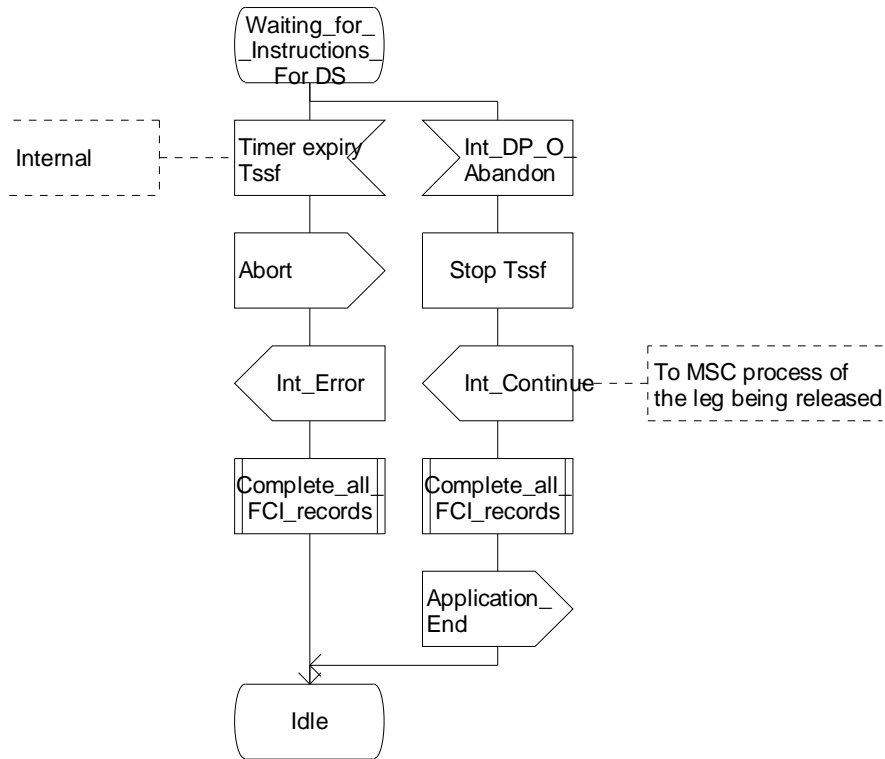 Waiting_for_
_Instructions_
For DS
Internal
Timer expiry
Tssf
Int_DP_O_
Abandon
Abort
Stop Tssf
Int_Error
Int_Continue
To MSC process of
the leg being released
Complete_all_
FCI_records
Complete_all_
FCI_records
Application_
End
Idle